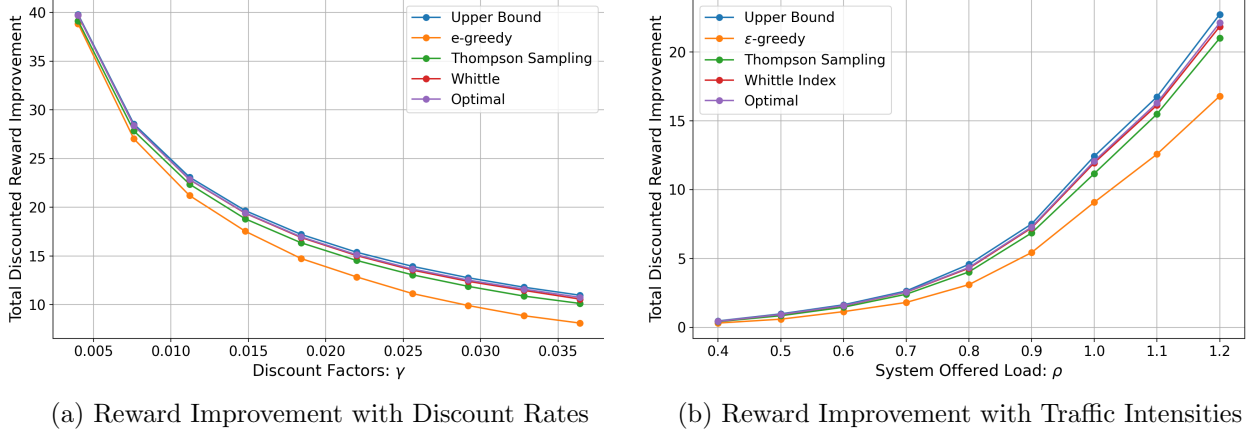 Total Discounted Reward Improvement
40
35
30
25
20
15
10
0.005 0.010 0.015 0.020 0.025 0.030 0.035
Discount Factors: γ
Upper Bound
e-greedy
Thompson Sampling
Whittle
Optimal
(a) Reward Improvement with Discount Rates
Total Discounted Reward Improvement
20
15
10
5
0
0.4 0.5 0.6 0.7 0.8 0.9 1.0 1.1 1.2
System Offered Load: ρ
Upper Bound
ε-greedy
Thompson Sampling
Whittle Index
Optimal
(b) Reward Improvement with Traffic Intensities